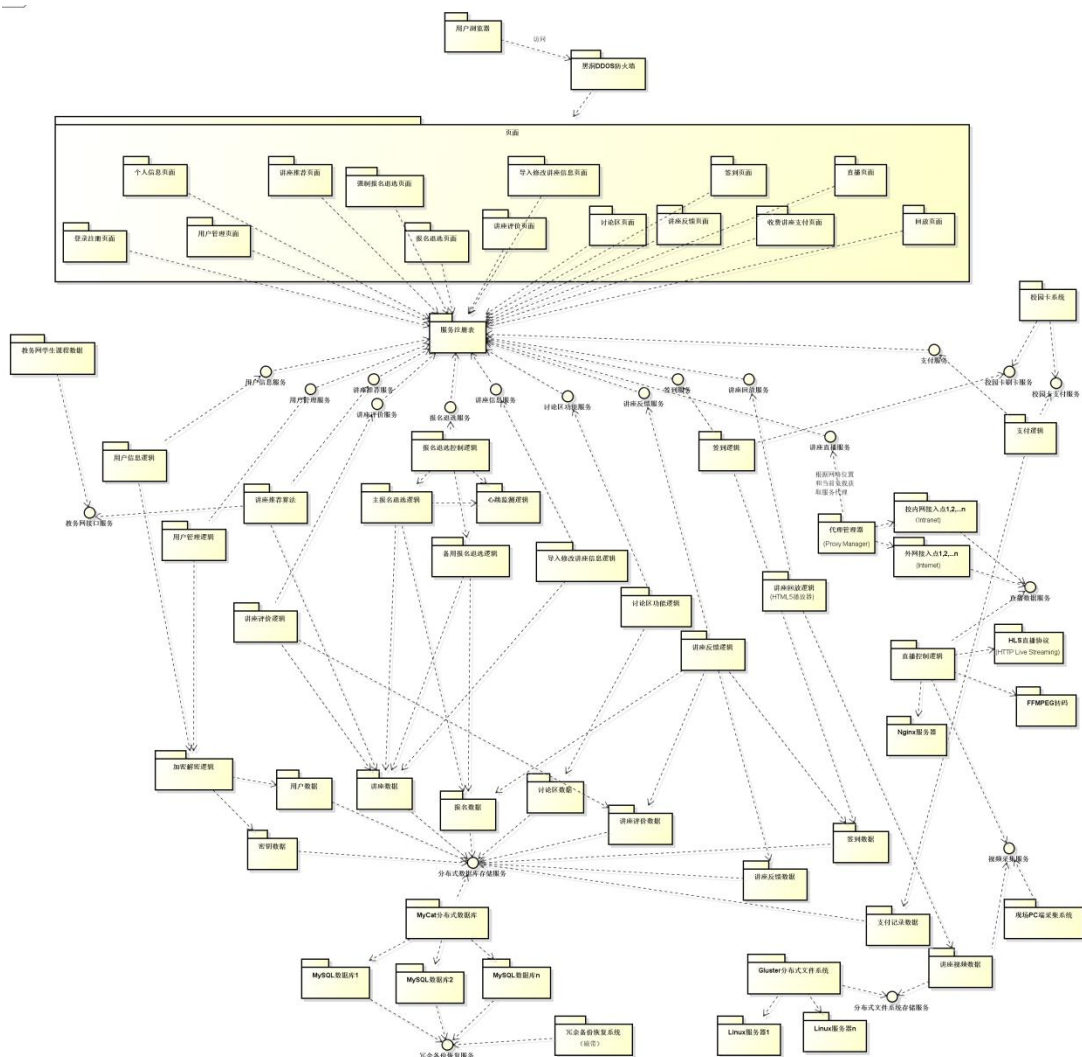 用户浏览器
访问
黑洞DDOS防火墙
页面
个人信息页面
讲座推荐页面
强制报名退选页面
导入修改讲座信息页面
签到页面
直播页面
登录注册页面
用户管理页面
报名退选页面
讲座评价页面
讨论区页面
讲座反馈页面
收费讲座支付页面
回放页面
校园卡系统
服务注册表
教务网学生课程数据
支付服务
用户信息服务
用户管理服务
讲座推荐服务
讲座评价服务
报名退选服务
讲座信息服务
讨论区功能服务
讲座反馈服务
签到服务
讲座回放服务
校园卡刷卡服务
校园卡支付服务
讲座直播服务
支付逻辑
用户信息逻辑
报名退选控制逻辑
签到逻辑
根据网络位置
和当前负载获
取服务代理
讲座推荐算法
主报名退选逻辑
心跳监测逻辑
校内网接入点1,2,...n
(Intranet)
教务网接口服务
用户管理逻辑
代理管理器
(Proxy Manager)
外网接入点1,2,...n
(Internet)
备用报名退选逻辑
导入修改讲座信息逻辑
讲座回放逻辑
(HTML5播放器)
直播数据服务
讲座评价逻辑
讨论区功能逻辑
讲座反馈逻辑
直播控制逻辑
HLS直播协议
(HTTP Live Streaming)
FFMPEG转码
Nginx服务器
加密解密逻辑
用户数据
讲座数据
报名数据
讨论区数据
讲座评价数据
签到数据
密钥数据
分布式数据库存储服务
讲座反馈数据
视频采集服务
MyCat分布式数据库
支付记录数据
现场PC端采集系统
MySQL数据库1
MySQL数据库2
MySQL数据库n
Gluster分布式文件系统
讲座视频数据
分布式文件系统存储服务
Linux服务器1
Linux服务器n
冗余备份恢复系统
(磁带)
冗余备份恢复服务